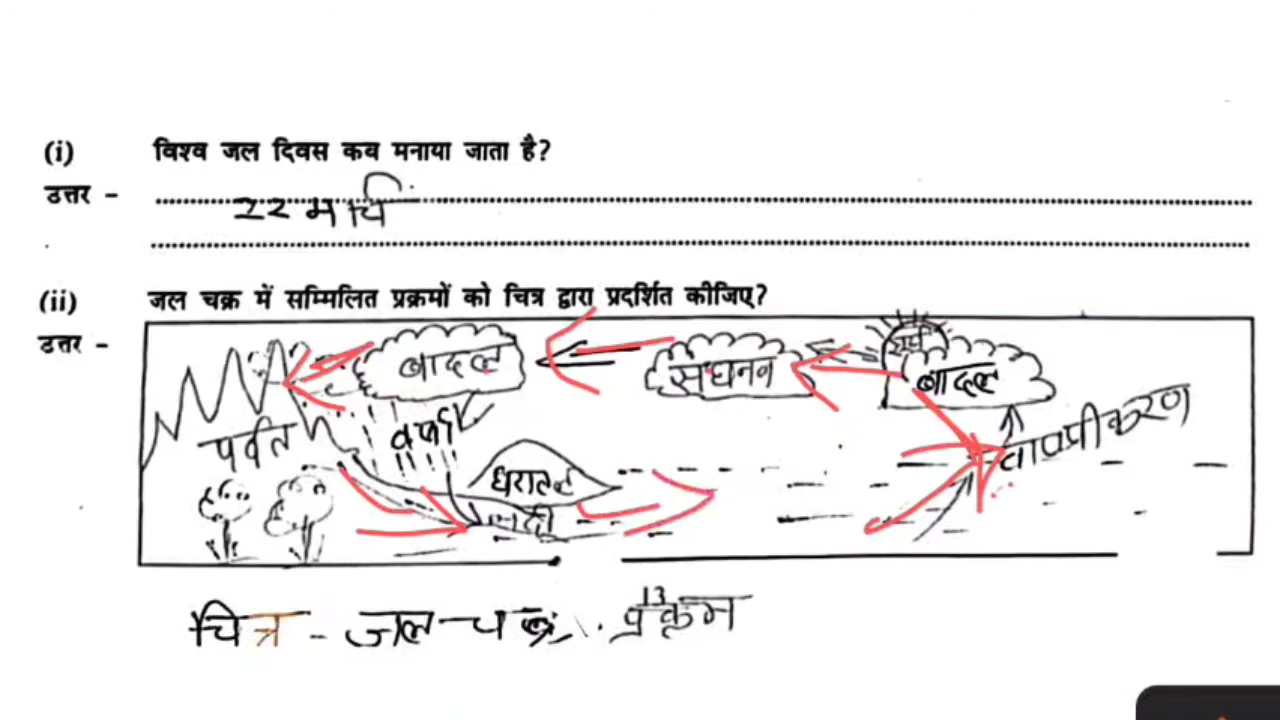 (i) विश्व जल दिवस कब मनाया जाता है?
उत्तर -
22 मार्च
(ii) जल चक्र में सम्मिलित प्रक्रमों को चित्र द्वारा प्रदर्शित कीजिए?
उत्तर -
बादल संघनन सूर्य बादल
पर्वत वर्षा वाष्पीकरण
धरातल
नदी
चित्र - जल-चक्र प्रक्रम